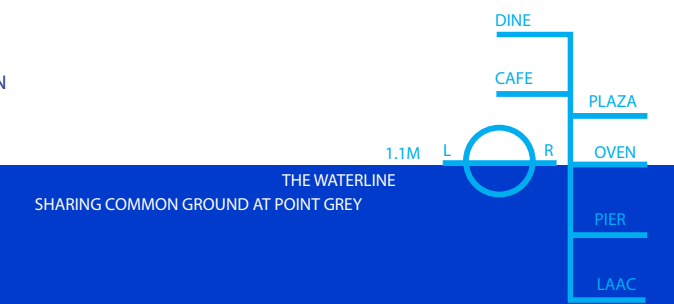 DINE
CAFE
N
PLAZA
1.1M L R OVEN
THE WATERLINE
SHARING COMMON GROUND AT POINT GREY
PIER
LAAC